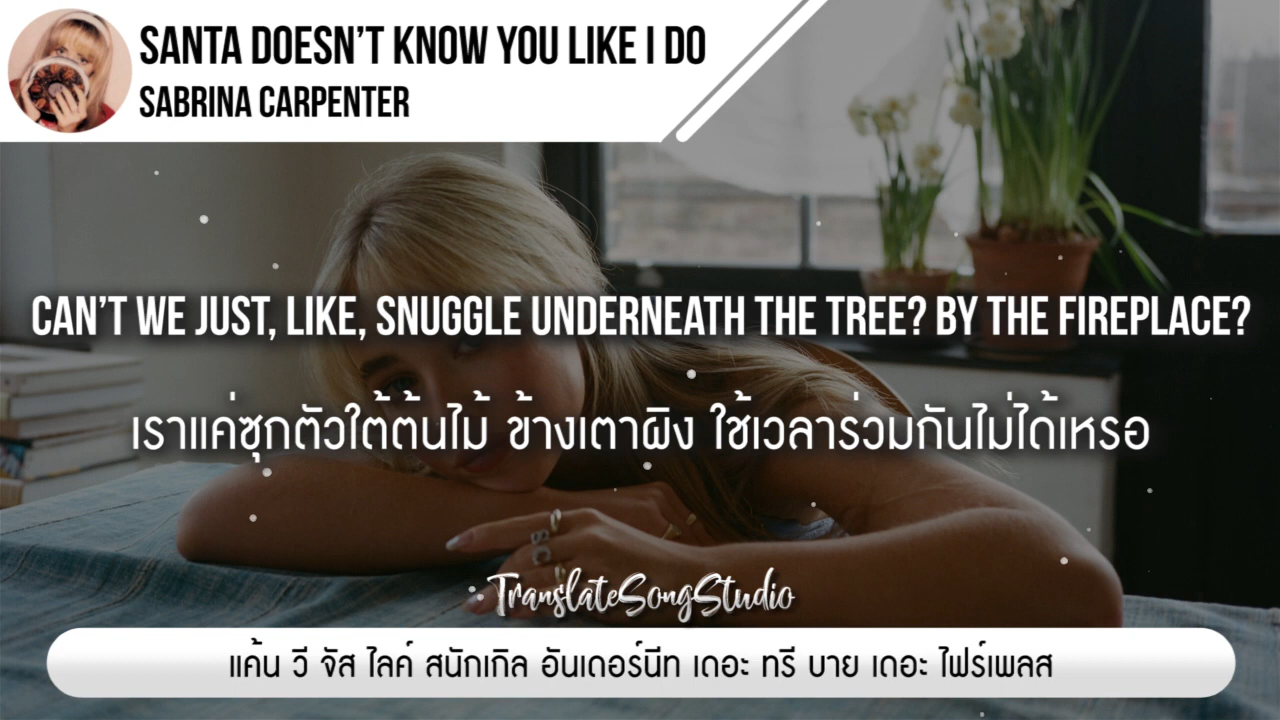 SANTA DOESN'T KNOW YOU LIKE I DO
SABRINA CARPENTER
CAN'T WE JUST, LIKE, SNUGGLE UNDERNEATH THE TREE? BY THE FIREPLACE?
เราแค่ซุกตัวใต้ต้นไม้ ข้างเตาผิง ใช้เวลาร่วมกันไม่ได้เหรอ
TranslateSongStudio
แค้น วี จัส ไลค์ สนักเกิล อันเดอร์นีท เดอะ ทรี บาย เดอะ ไฟร์เพลส